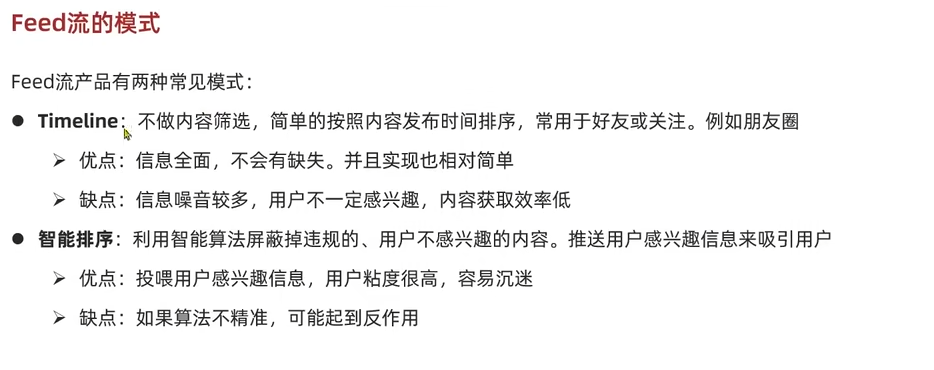 Feed流的模式
Feed流产品有两种常见模式：
● Timeline：不做内容筛选，简单的按照内容发布时间排序，常用于好友或关注。例如朋友圈
➢ 优点：信息全面，不会有缺失。并且实现也相对简单
➢ 缺点：信息噪音较多，用户不一定感兴趣，内容获取效率低
● 智能排序：利用智能算法屏蔽掉违规的、用户不感兴趣的内容。推送用户感兴趣信息来吸引用户
➢ 优点：投喂用户感兴趣信息，用户粘度很高，容易沉迷
➢ 缺点：如果算法不精准，可能起到反作用